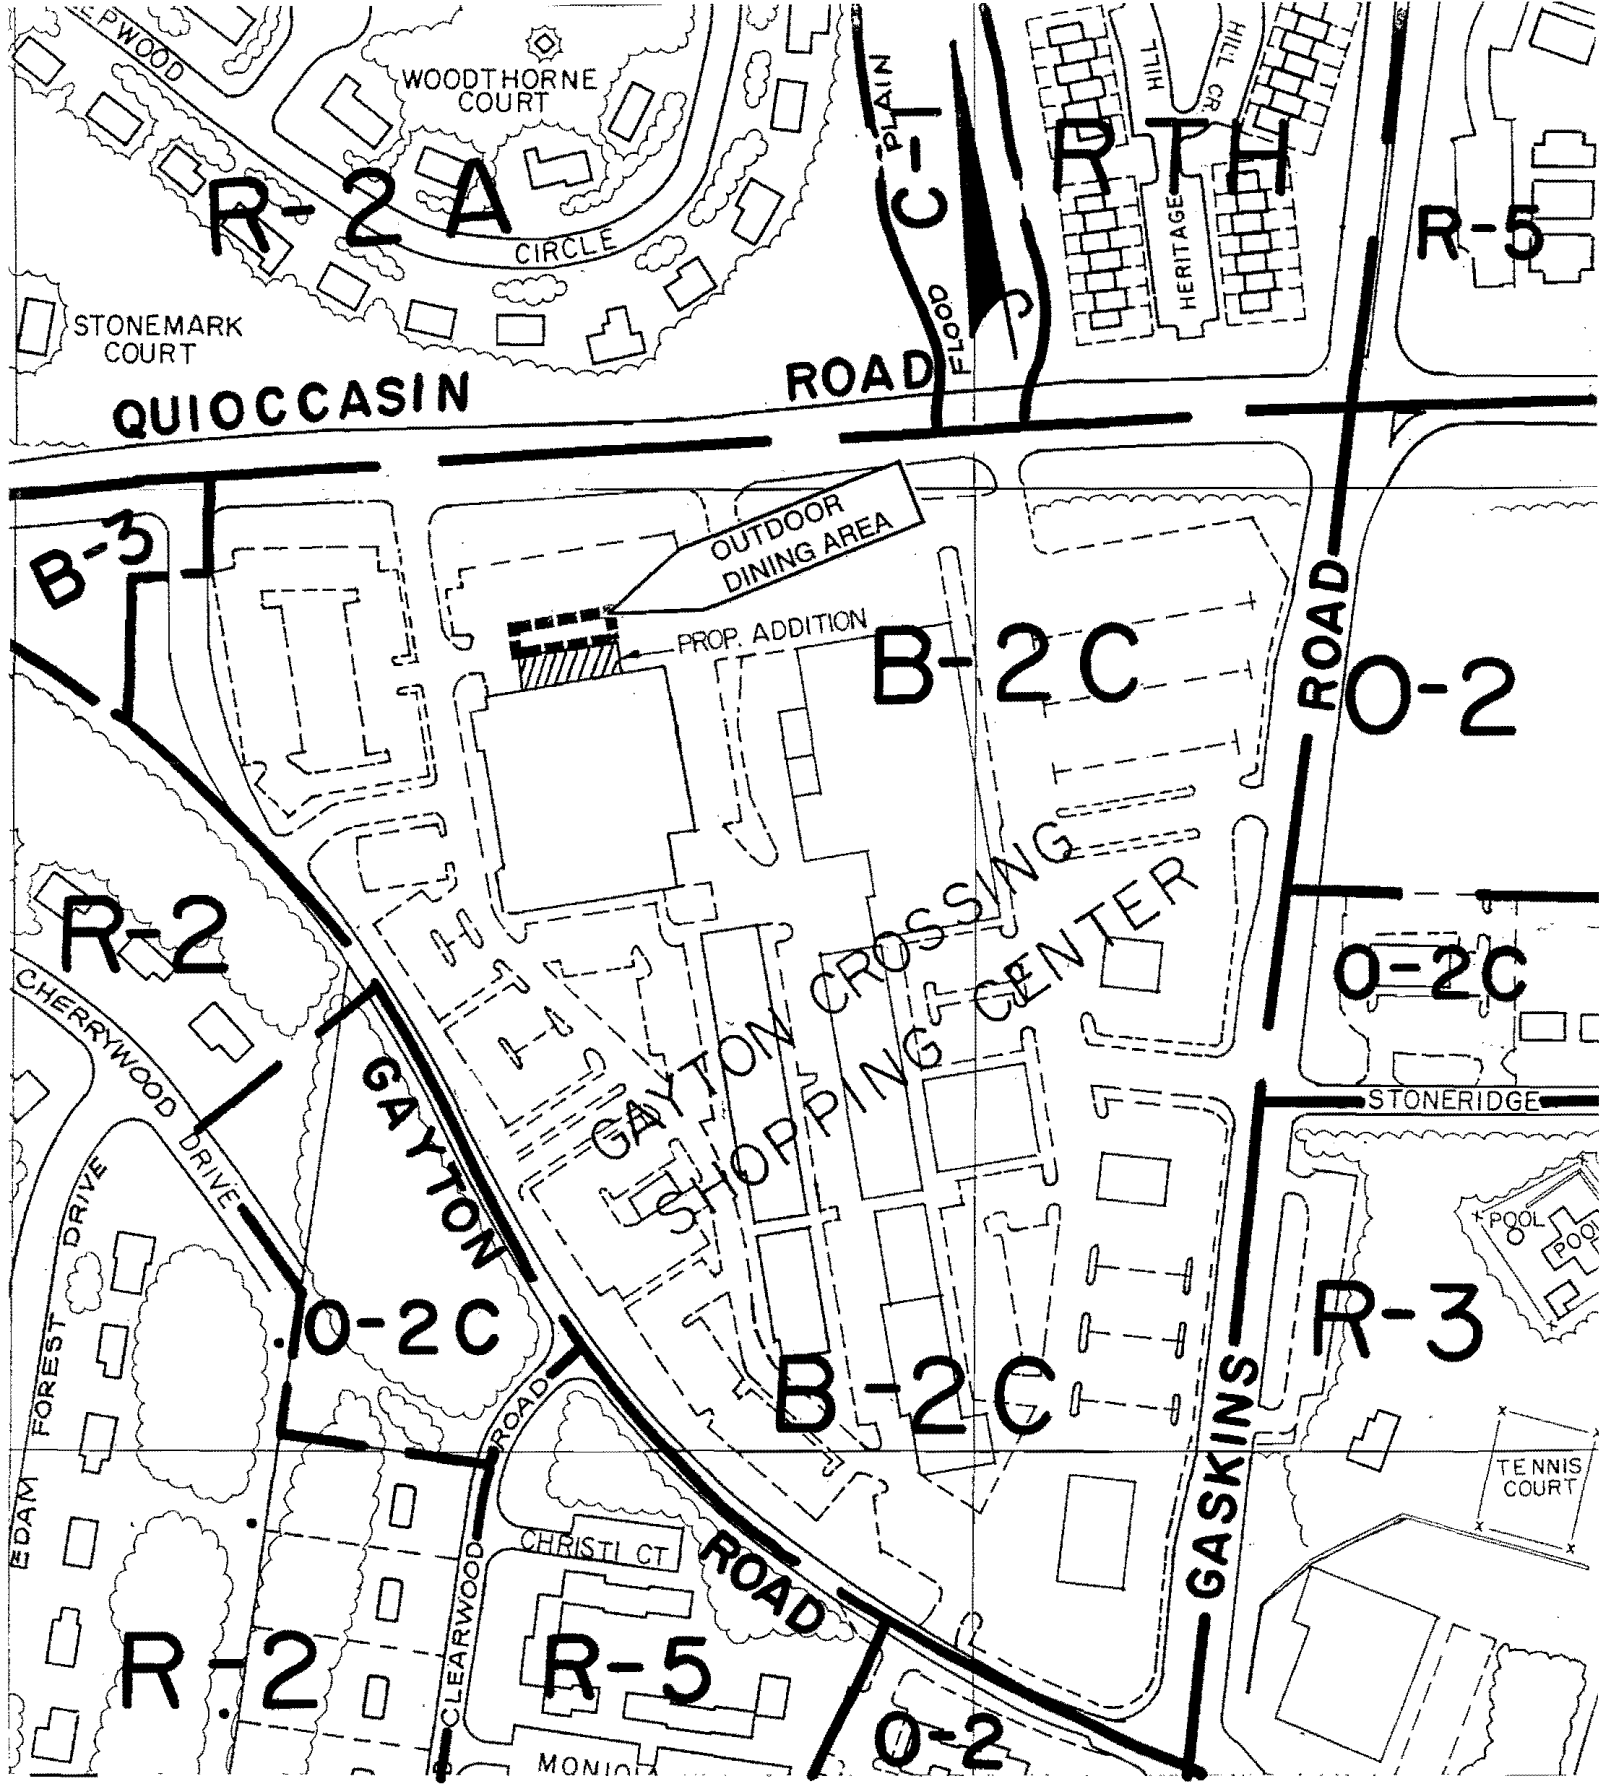 EPWOOD
WOODTHORNE
COURT
PLAIN
C-1
HILL
HILL CR.
RTH
R-2A
CIRCLE
HERITAGE
R-5
STONEMARK
COURT
FLOOD
QUIOCCASIN ROAD
B-3
OUTDOOR
DINING AREA
PROP. ADDITION
B-2C
ROAD
O-2
R-2
GAYTON CROSSING
SHOPPING CENTER
O-2C
CHERRYWOOD
DRIVE
GAYTON
STONERIDGE
DRIVE
FOREST
EDAM
POOL
POOL
O-2C
R-3
B-2C
ROAD
GASKINS
TENNIS
COURT
CHRISTI CT
ROAD
CLEARWOOD
R-2
R-5
O-2
MONIC